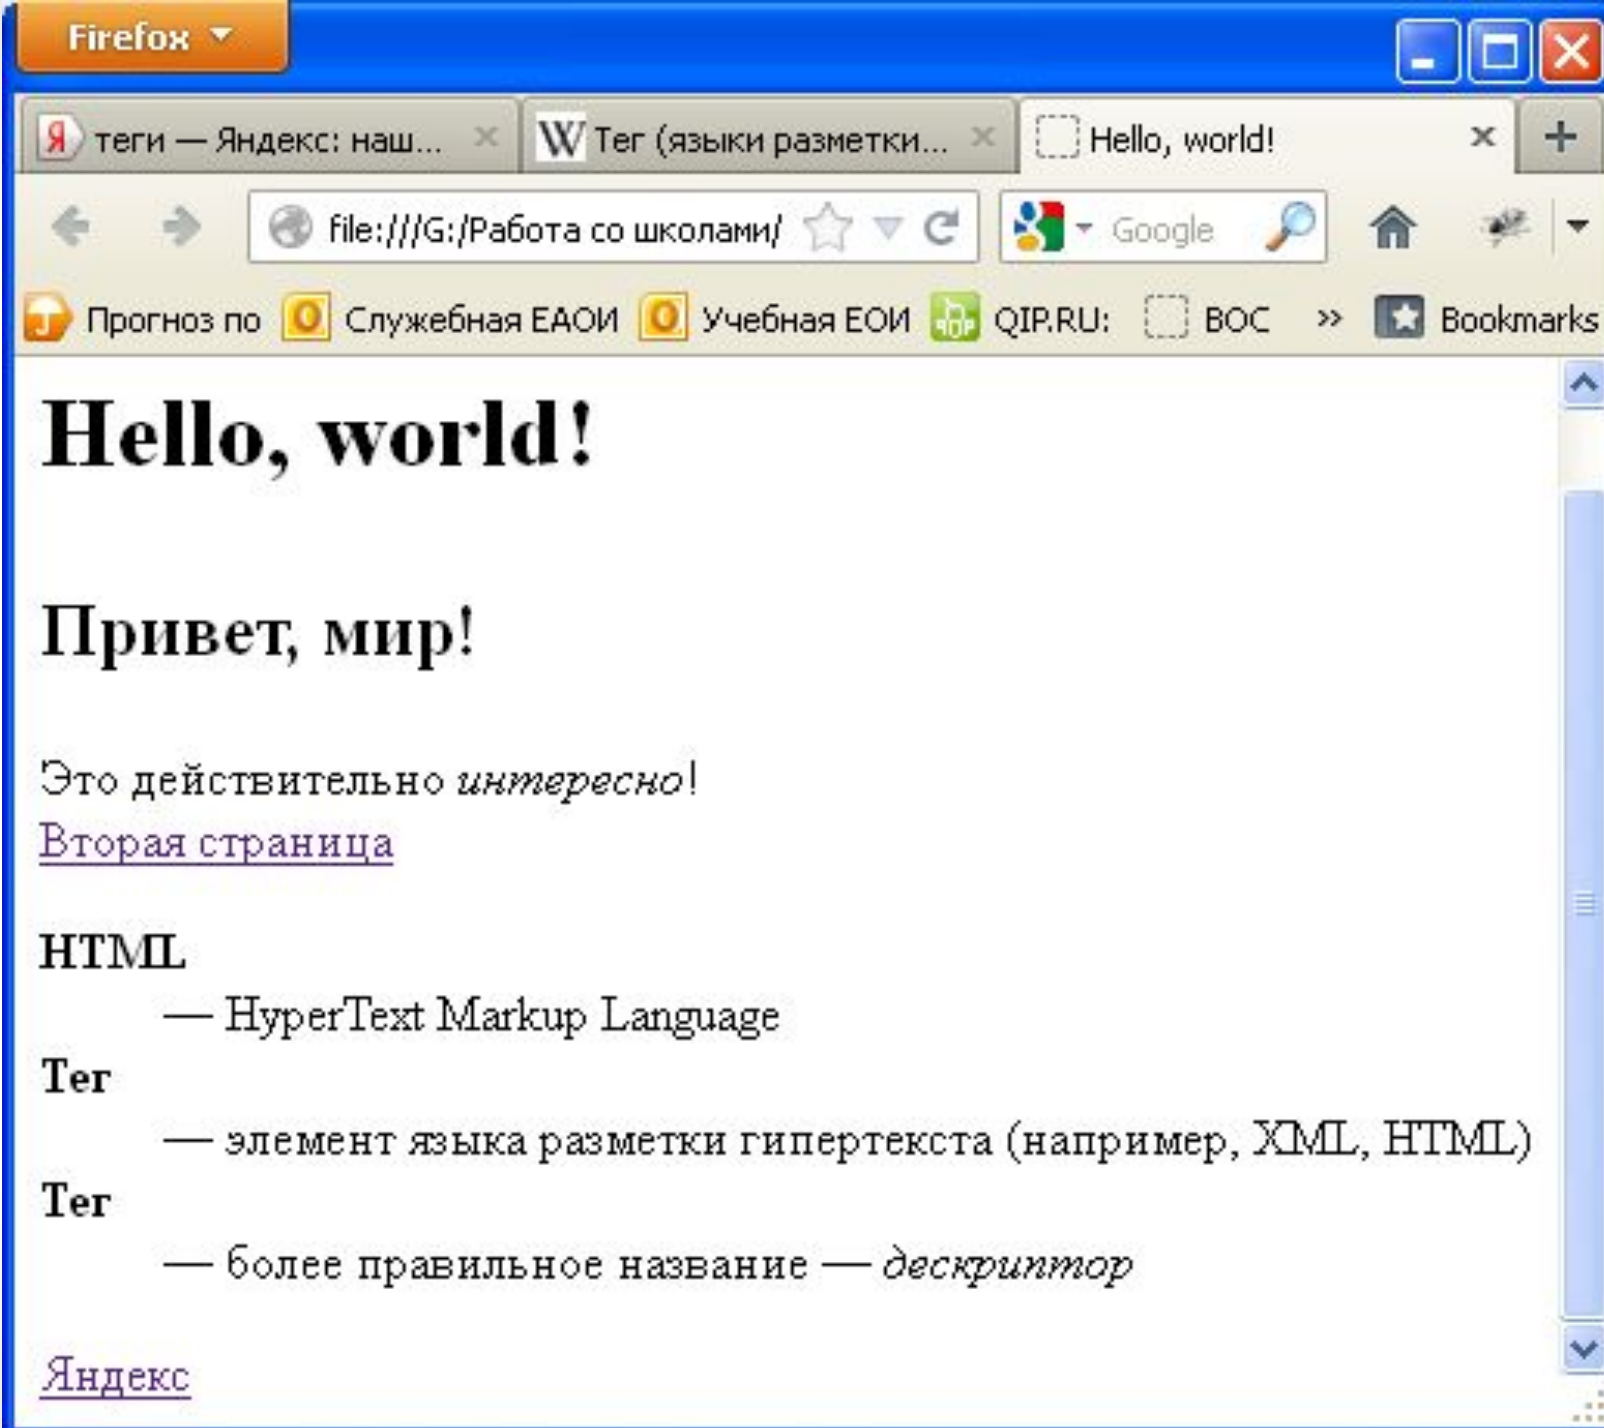 Firefox
теги — Яндекс: наш... Тег (языки разметки... Hello, world!
file:///G:/Работа со школами/ Google
Прогноз по Служебная ЕАОИ Учебная ЕОИ QIP.RU: ВОС » Bookmarks
Hello, world!
Привет, мир!
Это действительно интересно!
Вторая страница
HTML
— HyperText Markup Language
Тег
— элемент языка разметки гипертекста (например, XML, HTML)
Тег
— более правильное название — дескриптор
Яндекс